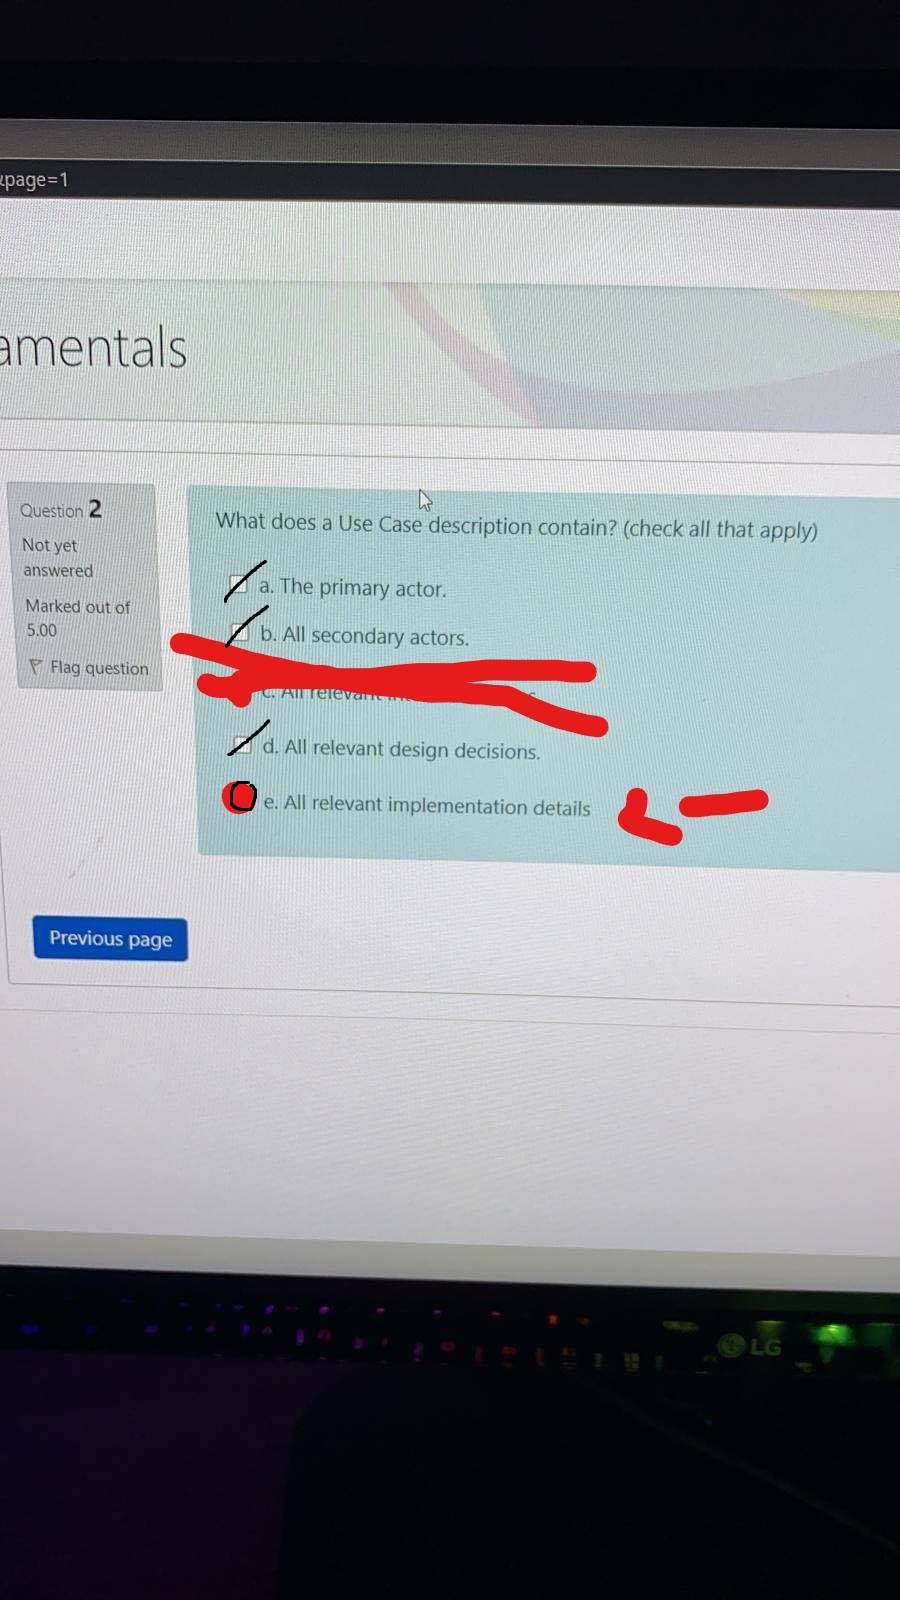 page=1
amentals
Question 2
Not yet
answered
Marked out of
5.00
Flag question
What does a Use Case description contain? (check all that apply)
a. The primary actor.
b. All secondary actors.
c. All relevant
d. All relevant design decisions.
e. All relevant implementation details
Previous page
LG